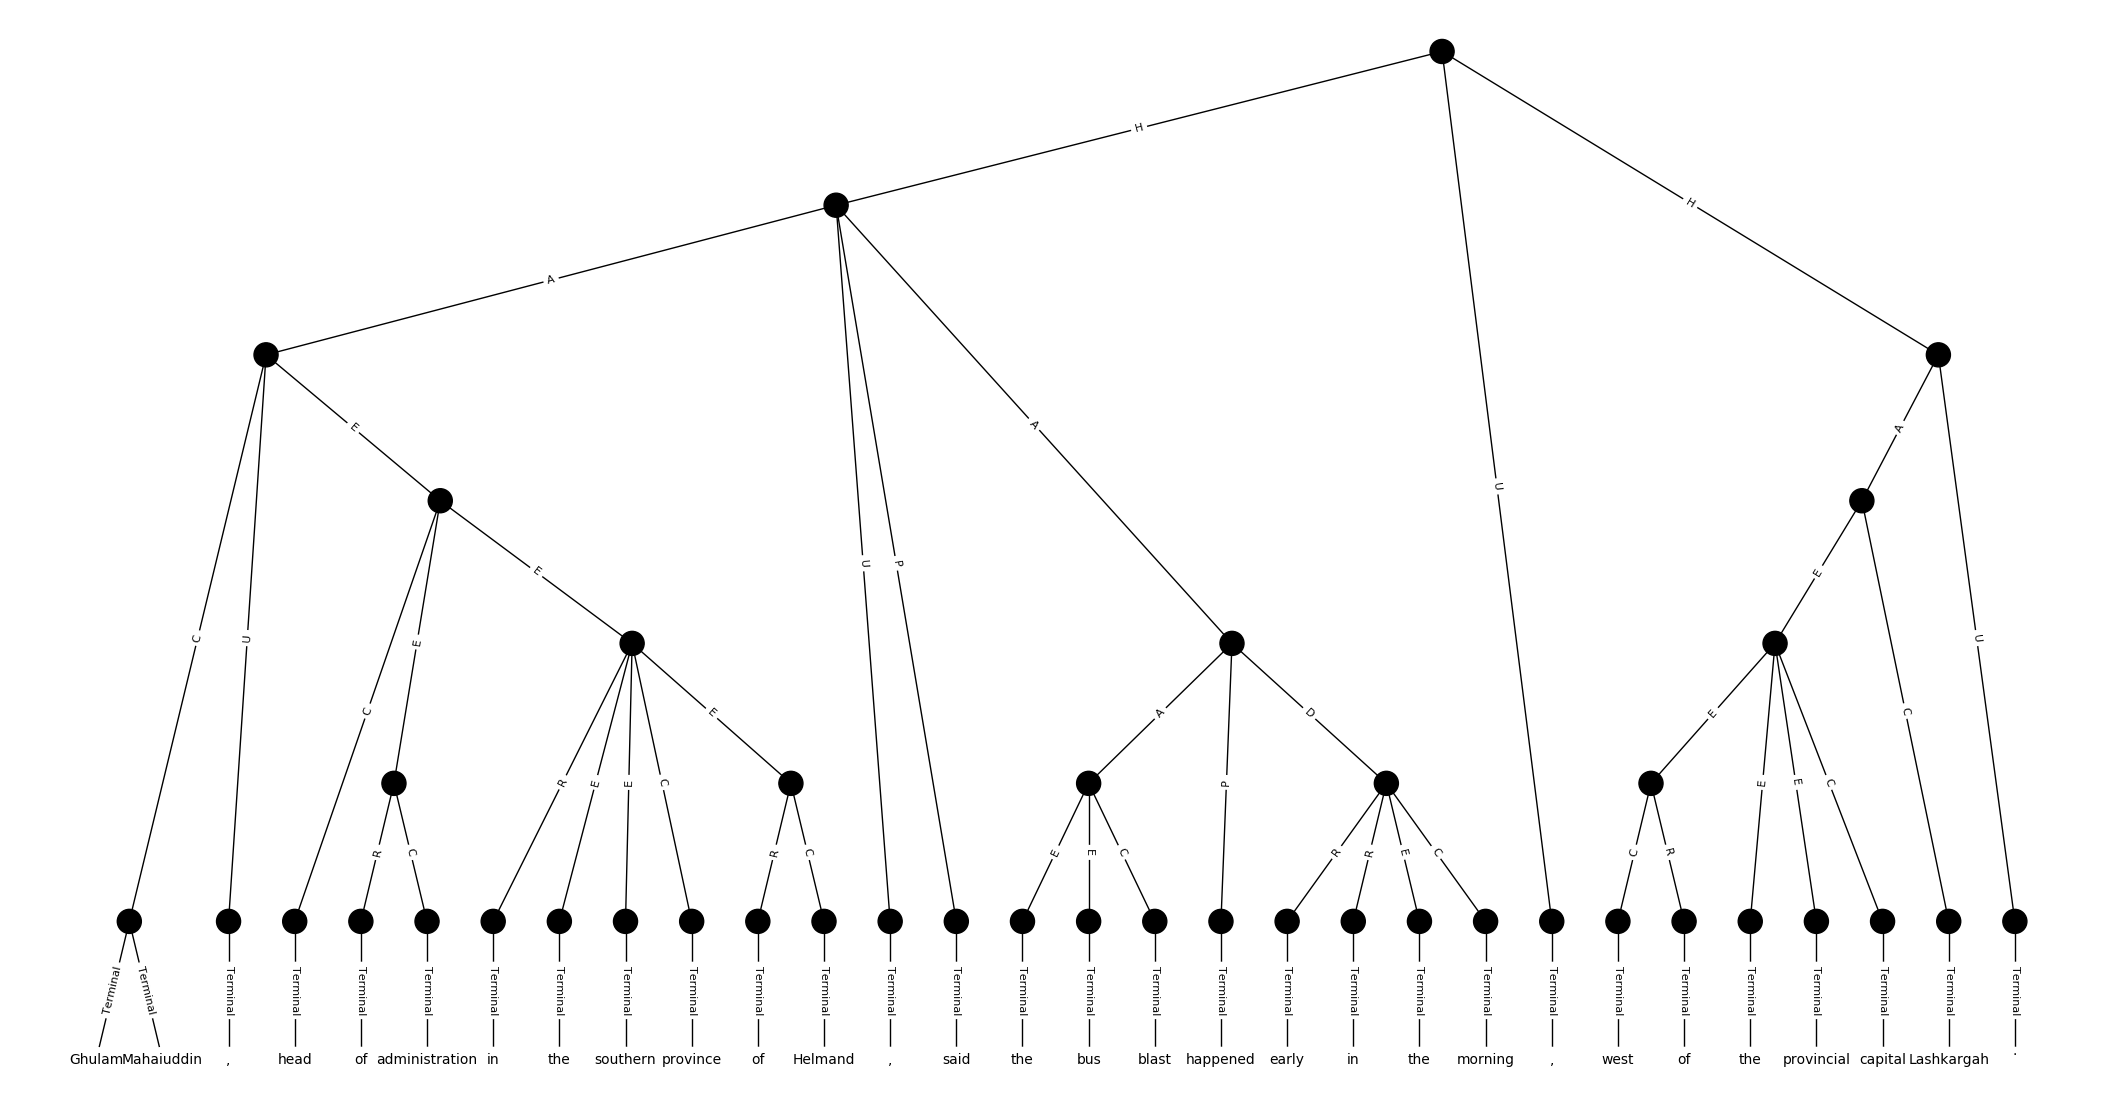 H
H
A
A
E
A
E
U
E
U
P
C
U
E
U
C
E
A
D
E
C
R
E
E
C
P
E
E
C
R
C
R
C
E
E
C
R
R
E
C
C
R
Terminal Terminal Terminal Terminal Terminal Terminal Terminal Terminal Terminal Terminal Terminal Terminal Terminal Terminal Terminal Terminal Terminal Terminal Terminal Terminal Terminal Terminal Terminal Terminal Terminal Terminal Terminal Terminal Terminal Terminal
Ghulam Mahaiuddin , head of administration in the southern province of Helmand , said the bus blast happened early in the morning , west of the provincial capital Lashkargah .